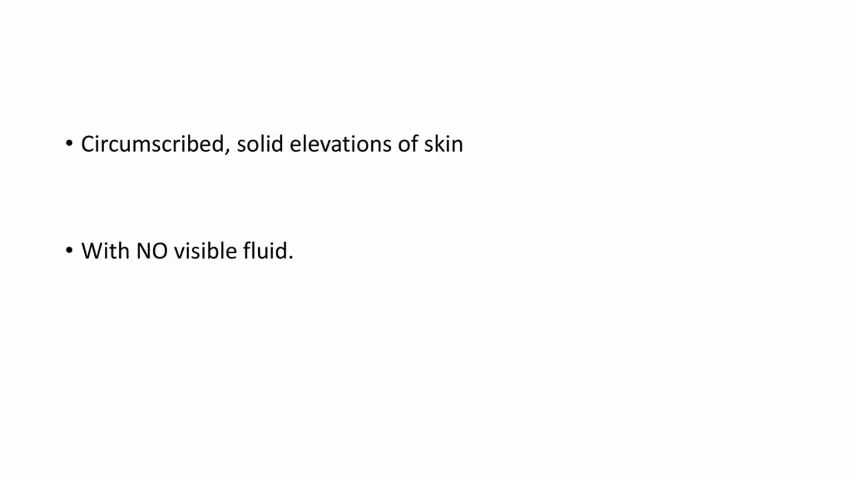 • Circumscribed, solid elevations of skin
• With NO visible fluid.